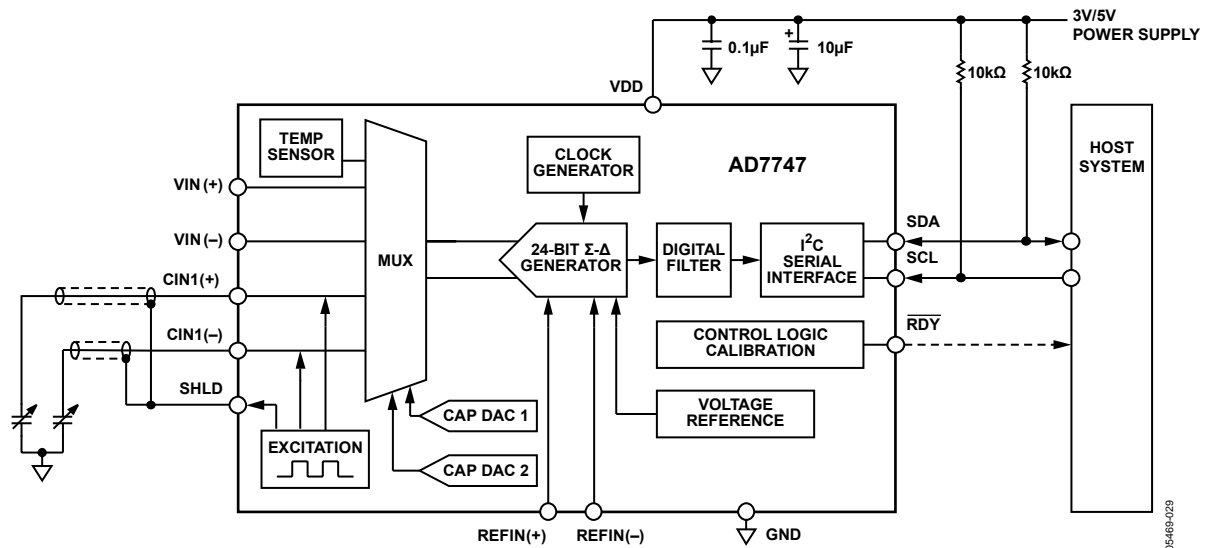 3V/5V
POWER SUPPLY
0.1µF
+
10µF
10kΩ
10kΩ
VDD
TEMP
SENSOR
CLOCK
GENERATOR
AD7747
HOST
SYSTEM
VIN (+)
VIN (–)
MUX
24-BIT Σ-Δ
GENERATOR
DIGITAL
FILTER
I2C
SERIAL
INTERFACE
SDA
SCL
CIN1(+)
CIN1(–)
CONTROL LOGIC
CALIBRATION
RDY
SHLD
EXCITATION
CAP DAC 1
CAP DAC 2
VOLTAGE
REFERENCE
REFIN(+)
REFIN(–)
GND
05469-029